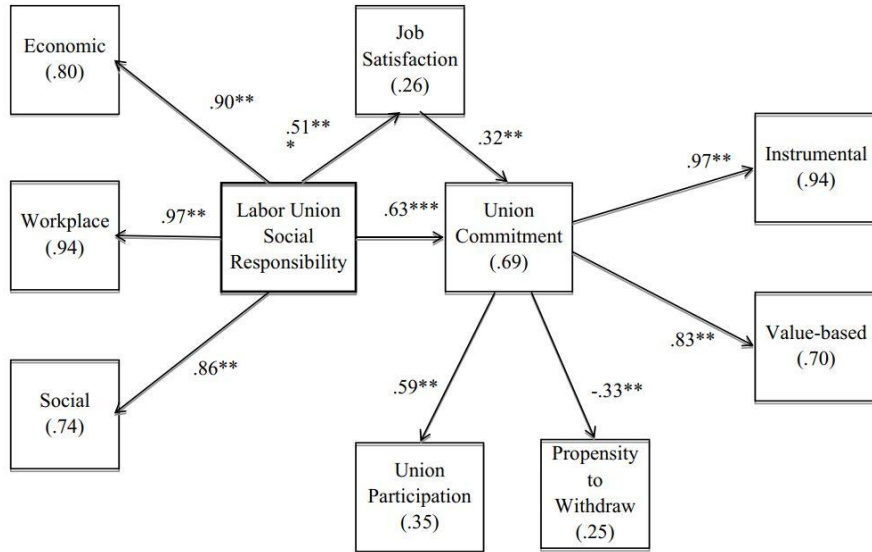 Economic
(.80)
Job
Satisfaction
(.26)
.90**
.51**
*
.32**
Workplace
(.94)
.97**
Labor Union
Social
Responsibility
.63***
Union
Commitment
(.69)
.97**
Instrumental
(.94)
Social
(.74)
.86**
.83**
Value-based
(.70)
.59**
-.33**
Union
Participation
(.35)
Propensity
to
Withdraw
(.25)